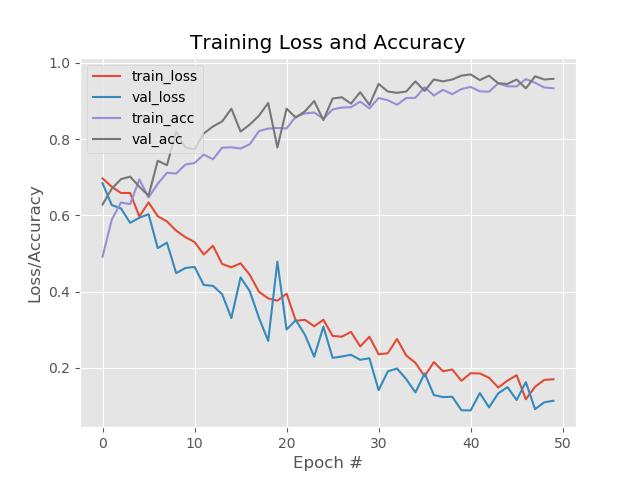 Training Loss and Accuracy
train_loss
val_loss
train_acc
val_acc
Loss/Accuracy
1.0
0.8
0.6
0.4
0.2
0 10 20 30 40 50
Epoch #